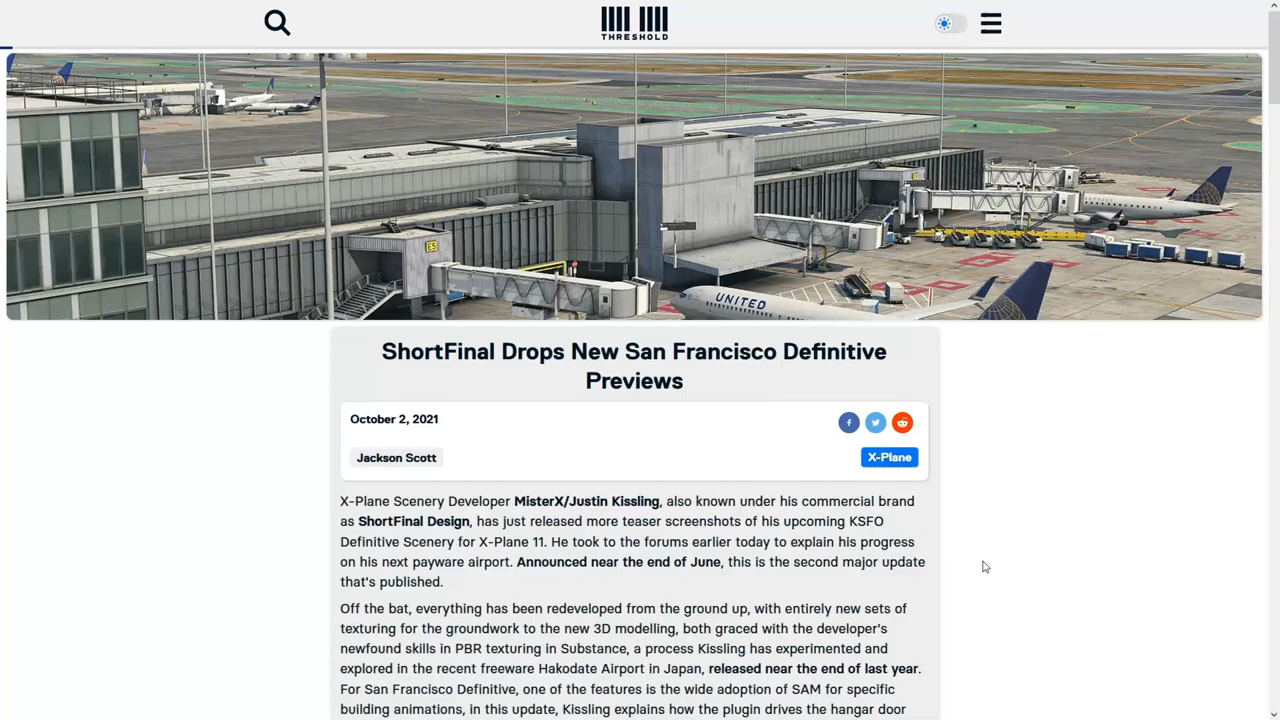 THRESHOLD
E5
UNITED
ShortFinal Drops New San Francisco Definitive
Previews
October 2, 2021
Jackson Scott
X-Plane
X-Plane Scenery Developer MisterX/Justin Kissling, also known under his commercial brand
as ShortFinal Design, has just released more teaser screenshots of his upcoming KSFO
Definitive Scenery for X-Plane 11. He took to the forums earlier today to explain his progress
on his next payware airport. Announced near the end of June, this is the second major update
that's published.
Off the bat, everything has been redeveloped from the ground up, with entirely new sets of
texturing for the groundwork to the new 3D modelling, both graced with the developer's
newfound skills in PBR texturing in Substance, a process Kissling has experimented and
explored in the recent freeware Hakodate Airport in Japan, released near the end of last year.
For San Francisco Definitive, one of the features is the wide adoption of SAM for specific
building animations, in this update, Kissling explains how the plugin drives the hangar door